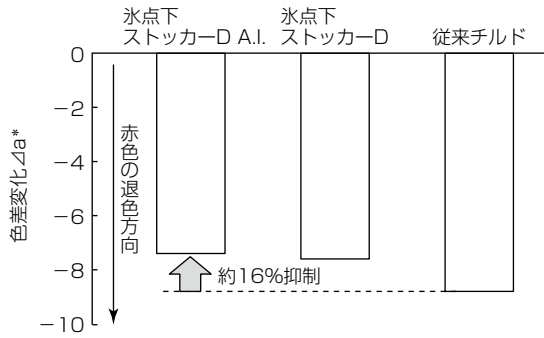 氷点下
ストッカーD A.I.
氷点下
ストッカーD
従来チルド
0
−2
−4
−6
−8
−10
色差変化⊿a*
赤色の退色方向
約16%抑制